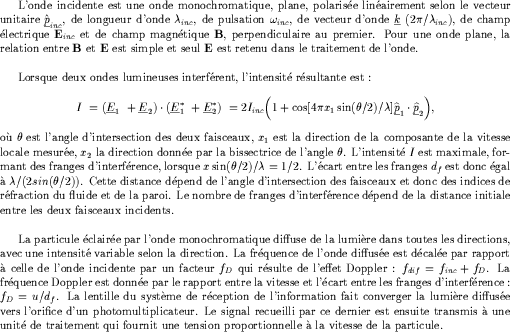 L'onde incidente est une onde monochromatique, plane, polarisée linéairement selon le vecteur
unitaire $\widehat{\underline{p}}_{inc}$, de longueur d'onde $\lambda_{inc}$, de pulsation $\omega_{inc}$, de vecteur d'onde $\underline{k}$ $(2\pi/\lambda_{inc})$, de champ
électrique $\mathbf{E}_{inc}$ et de champ magnétique $\mathbf{B}$, perpendiculaire au premier. Pour une onde plane, la
relation entre $\mathbf{B}$ et $\mathbf{E}$ est simple et seul $\mathbf{E}$ est retenu dans le traitement de l'onde.
Lorsque deux ondes lumineuses interfèrent, l'intensité résultante est :
$I = (\underline{E}_1 + \underline{E}_2) \cdot (\underline{E}_1^* + \underline{E}_2^*) = 2I_{inc}\Big(1 + \cos[4\pi x_1 \sin(\theta/2)/\lambda]\widehat{\underline{p}}_1 \cdot \widehat{\underline{p}}_2\Big),$
où $\theta$ est l'angle d'intersection des deux faisceaux, $x_1$ est la direction de la composante de la vitesse
locale mesurée, $x_2$ la direction donnée par la bissectrice de l'angle $\theta$. L'intensité $I$ est maximale, for-
mant des franges d'interférence, lorsque $x \sin(\theta/2)/\lambda = 1/2$. L'écart entre les franges $d_f$ est donc égal
à $\lambda/(2sin(\theta/2))$. Cette distance dépend de l'angle d'intersection des faisceaux et donc des indices de
réfraction du fluide et de la paroi. Le nombre de franges d'interférence dépend de la distance initiale
entre les deux faisceaux incidents.
La particule éclairée par l'onde monochromatique diffuse de la lumière dans toutes les directions,
avec une intensité variable selon la direction. La fréquence de l'onde diffusée est décalée par rapport
à celle de l'onde incidente par un facteur $f_D$ qui résulte de l'effet Doppler : $f_{dif} = f_{inc} + f_D$. La
fréquence Doppler est donnée par le rapport entre la vitesse et l'écart entre les franges d'interférence :
$f_D = u/d_f$. La lentille du système de réception de l'information fait converger la lumière diffusée
vers l'orifice d'un photomultiplicateur. Le signal recueilli par ce dernier est ensuite transmis à une
unité de traitement qui fournit une tension proportionnelle à la vitesse de la particule.